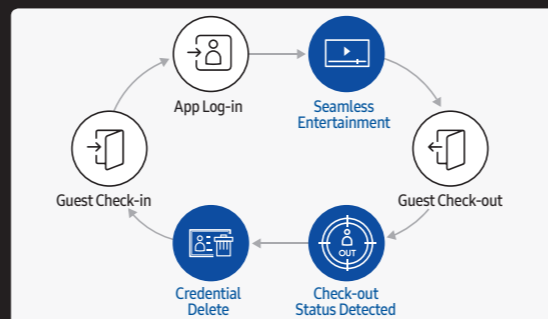 App Log-in
Seamless
Entertainment
Guest Check-in
Guest Check-out
OUT
Credential
Delete
Check-out
Status Detected